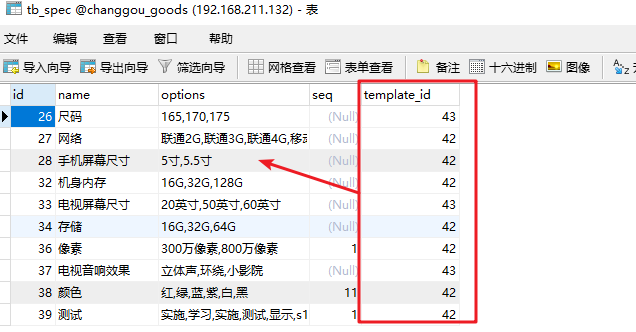 tb_spec @changgou_goods (192.168.211.132) - 表
文件 编辑 查看 窗口 帮助
导入向导 导出向导 筛选向导 网格查看 表单查看 备注 十六进制 图像
id name options seq template_id
26 尺码 165,170,175 (Null) 43
27 网络 联通2G,联通3G,联通4G,移 (Null) 42
28 手机屏幕尺寸 5寸,5.5寸 (Null) 42
32 机身内存 16G,32G,128G (Null) 42
33 电视屏幕尺寸 20英寸,50英寸,60英寸 (Null) 43
34 存储 16G,32G,64G (Null) 42
36 像素 300万像素,800万像素 1 42
37 电视音响效果 立体声,环绕,小影院 (Null) 43
38 颜色 红,绿,蓝,紫,白,黑 11 42
39 测试 实施,学习,实施,测试,显示,s1 1 42